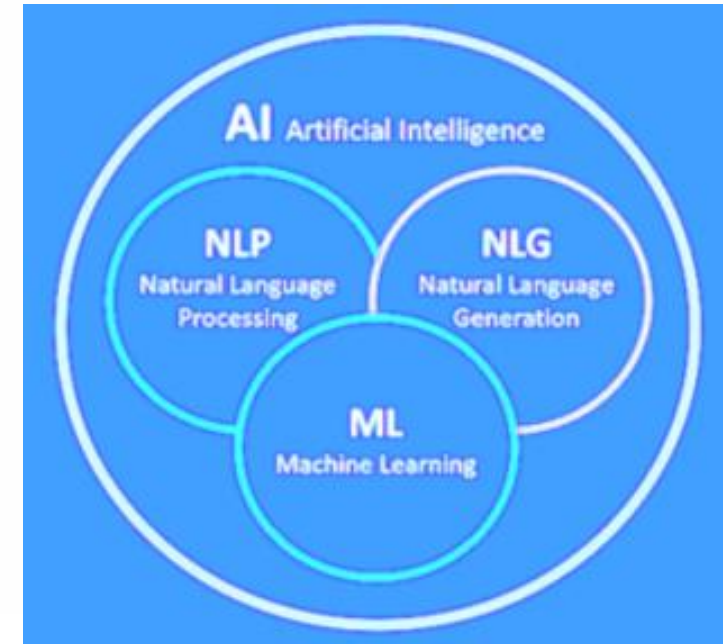 AI Artificial Intelligence
NLP
Natural Language
Processing
NLG
Natural Language
Generation
ML
Machine Learning